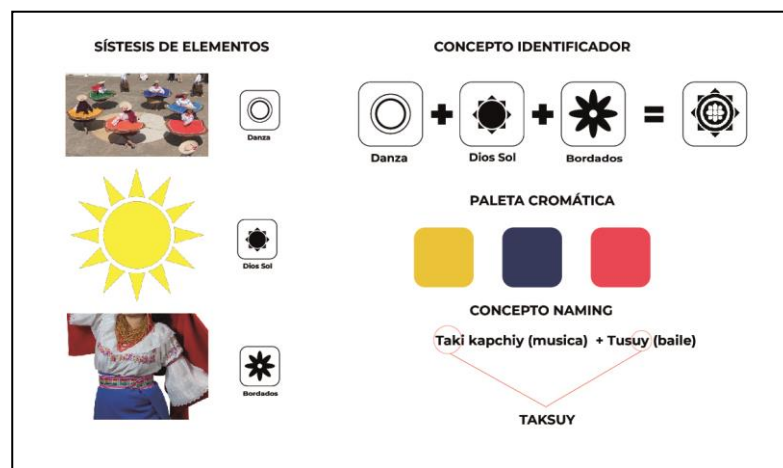 SÍSTESIS DE ELEMENTOS
Danza
Dios Sol
Bordados
CONCEPTO IDENTIFICADOR
Danza
Dios Sol
Bordados
PALETA CROMÁTICA
CONCEPTO NAMING
Taki kapchiy (musica) + Tusuy (baile)
TAKSUY